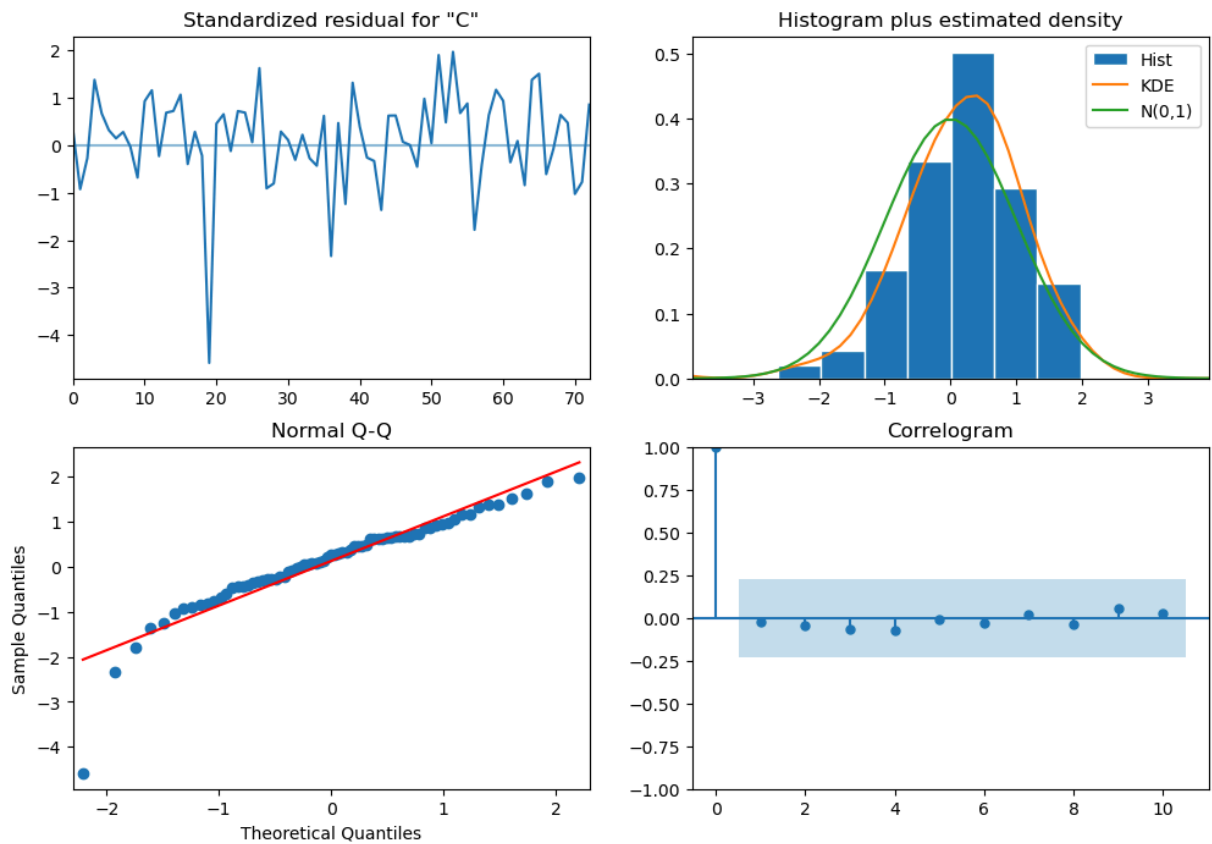 Standardized residual for "C"
2
1
0
−1
−2
−3
−4
0 10 20 30 40 50 60 70
Histogram plus estimated density
Hist
KDE
N(0,1)
0.5
0.4
0.3
0.2
0.1
0.0
−3 −2 −1 0 1 2 3
Normal Q-Q
Sample Quantiles
2
1
0
−1
−2
−3
−4
−2 −1 0 1 2
Theoretical Quantiles
Correlogram
1.00
0.75
0.50
0.25
0.00
−0.25
−0.50
−0.75
−1.00
0 2 4 6 8 10